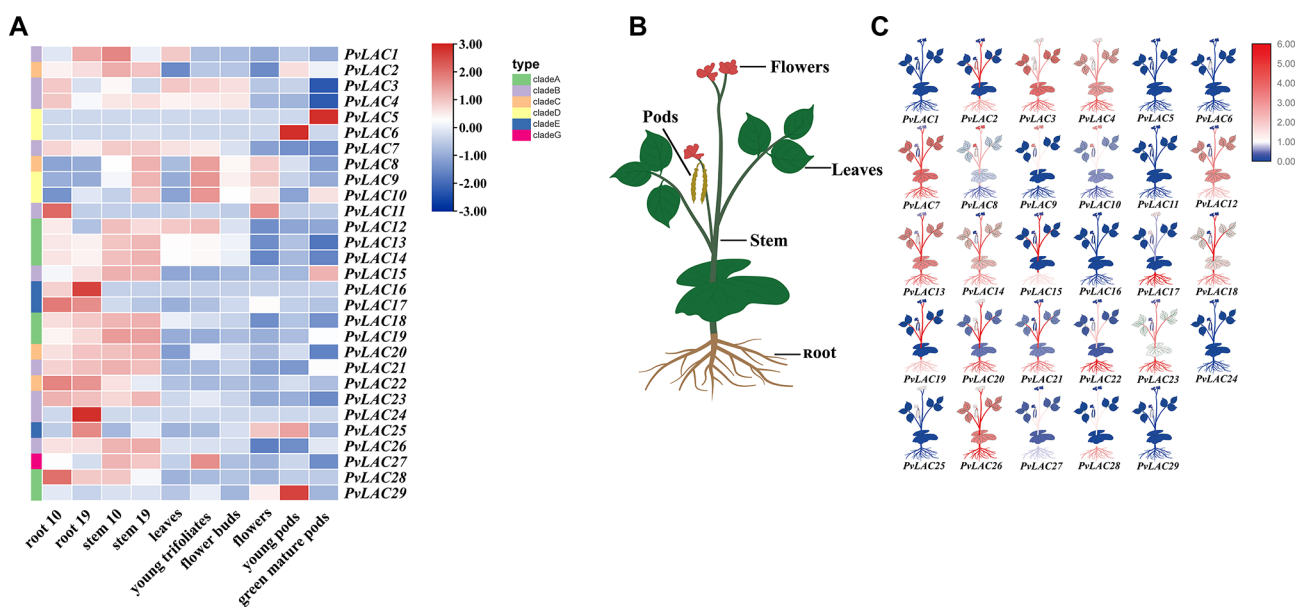 A
PvLAC1
PvLAC2
PvLAC3
PvLAC4
PvLAC5
PvLAC6
PvLAC7
PvLAC8
PvLAC9
PvLAC10
PvLAC11
PvLAC12
PvLAC13
PvLAC14
PvLAC15
PvLAC16
PvLAC17
PvLAC18
PvLAC19
PvLAC20
PvLAC21
PvLAC22
PvLAC23
PvLAC24
PvLAC25
PvLAC26
PvLAC27
PvLAC28
PvLAC29
root 10
root 19
stem 10
stem 19
leaves
young trifoliates
flower buds
flowers
young pods
green mature pods
3.00
2.00
1.00
0.00
-1.00
-2.00
-3.00
type
cladeA
cladeB
cladeC
cladeD
cladeE
cladeG
B
Flowers
Pods
Leaves
Stem
Root
C
PvLAC1 PvLAC2 PvLAC3 PvLAC4 PvLAC5 PvLAC6
PvLAC7 PvLAC8 PvLAC9 PvLAC10 PvLAC11 PvLAC12
PvLAC13 PvLAC14 PvLAC15 PvLAC16 PvLAC17 PvLAC18
PvLAC19 PvLAC20 PvLAC21 PvLAC22 PvLAC23 PvLAC24
PvLAC25 PvLAC26 PvLAC27 PvLAC28 PvLAC29
6.00
5.00
4.00
3.00
2.00
1.00
0.00